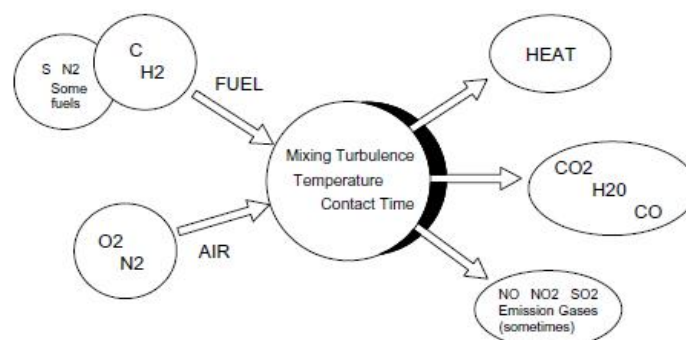 S N2
Some
fuels
C
H2
FUEL
O2
N2
AIR
Mixing Turbulence
Temperature
Contact Time
HEAT
CO2
H20
CO
NO NO2 SO2
Emission Gases
(sometimes)